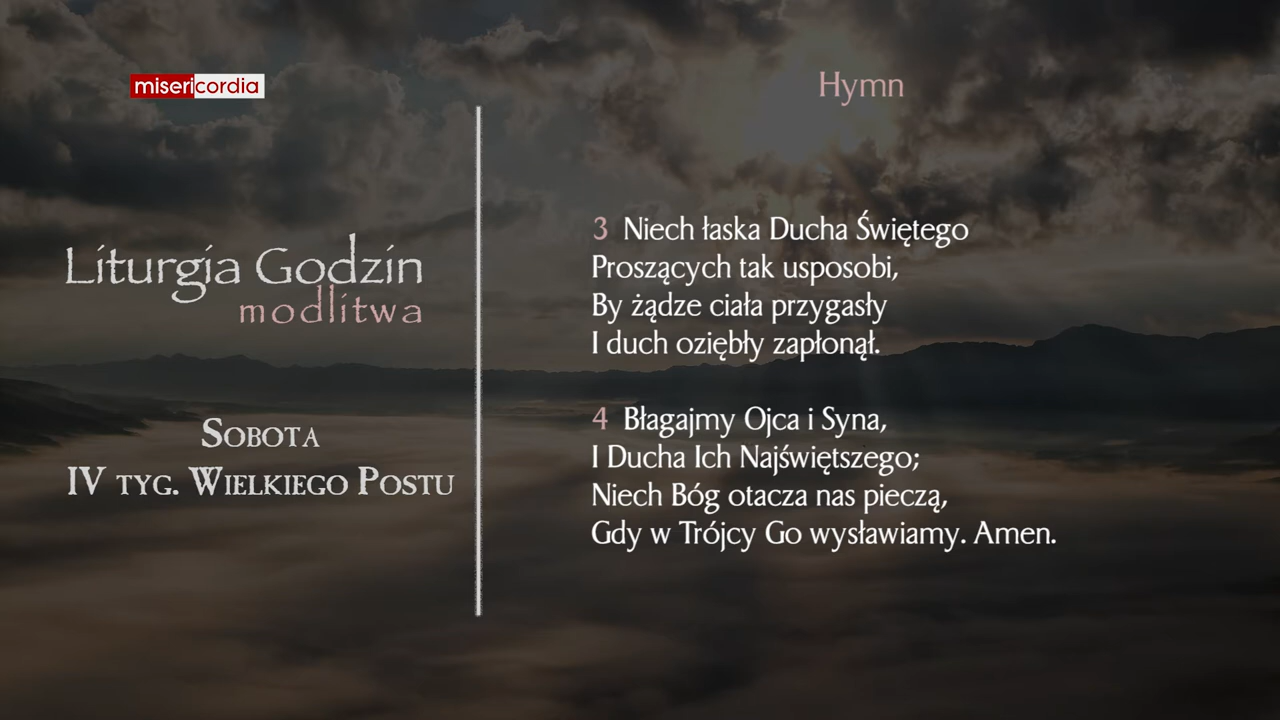 misericordia
Liturgia Godzin
modlitwa
Sobota
IV tyg. Wielkiego Postu
Hymn
3 Niech łaska Ducha Świętego
Proszących tak usposobi,
By żądze ciała przygasły
I duch oziębły zapłonął.
4 Błagajmy Ojca i Syna,
I Ducha Ich Najświętszego;
Niech Bóg otacza nas pieczą,
Gdy w Trójcy Go wysławiamy. Amen.